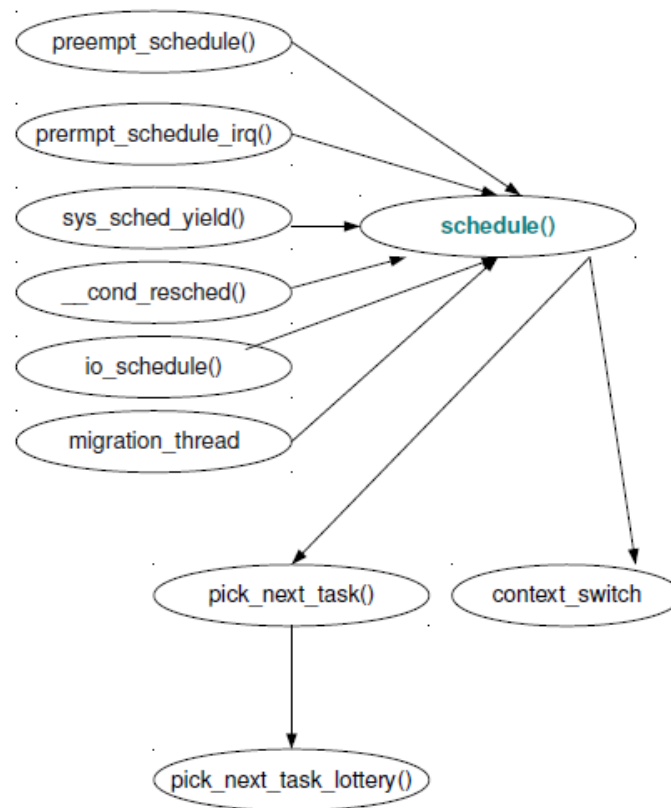 preempt_schedule()
prermpt_schedule_irq()
sys_sched_yield()
schedule()
__cond_resched()
io_schedule()
migration_thread
pick_next_task()
context_switch
pick_next_task_lottery()